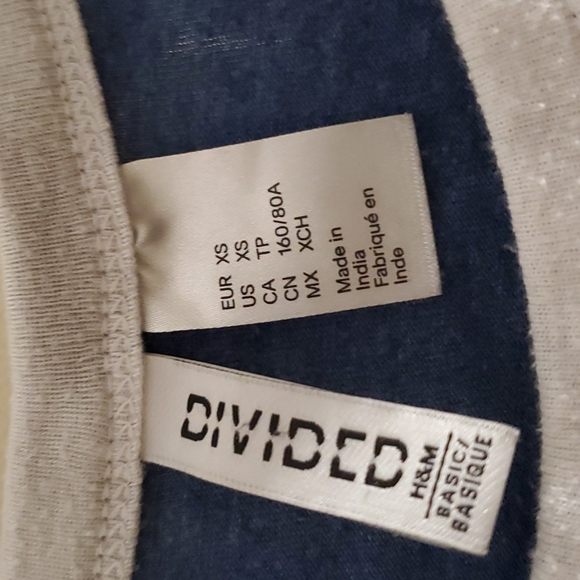 EUR XS
US XS
CA TP
CN 160/80A
MX XCH
Made in
India
Fabriqué en
Inde
DIVIDED
H&M
BASIC/
BASIQUE